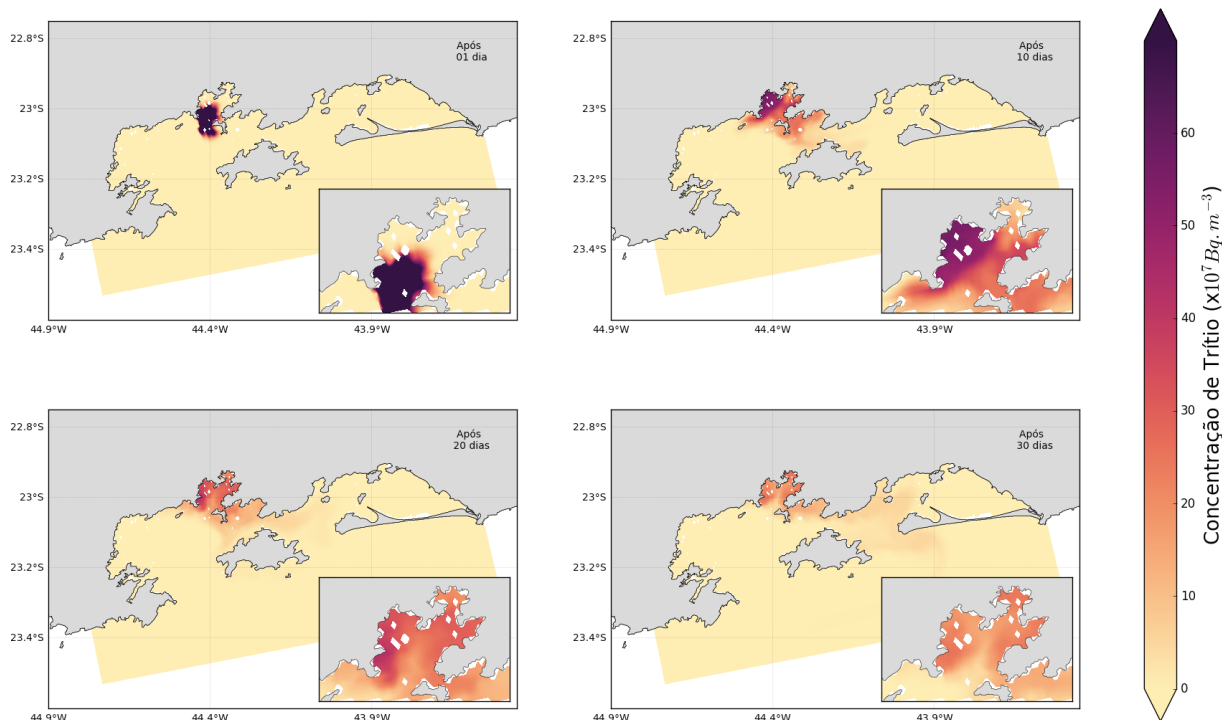 22.8°S
23°S
23.2°S
23.4°S
44.9°W
44.4°W
43.9°W
Após
01 dia
22.8°S
23°S
23.2°S
23.4°S
44.9°W
44.4°W
43.9°W
Após
10 dias
22.8°S
23°S
23.2°S
23.4°S
44.9°W
44.4°W
43.9°W
Após
20 dias
22.8°S
23°S
23.2°S
23.4°S
44.9°W
44.4°W
43.9°W
Após
30 dias
60
50
40
30
20
10
0
Concentração de Trítio (x10⁷Bq.m⁻³)